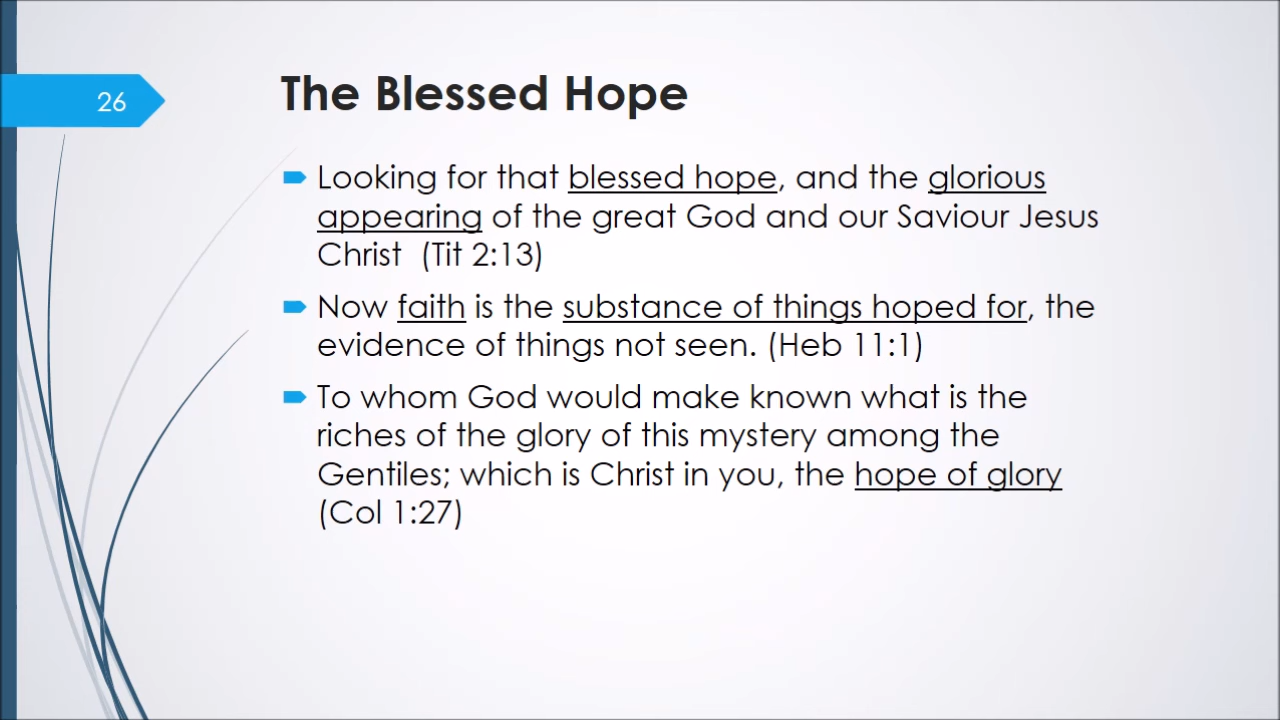 26
The Blessed Hope
Looking for that blessed hope, and the glorious
appearing of the great God and our Saviour Jesus
Christ (Tit 2:13)
Now faith is the substance of things hoped for, the
evidence of things not seen. (Heb 11:1)
To whom God would make known what is the
riches of the glory of this mystery among the
Gentiles; which is Christ in you, the hope of glory
(Col 1:27)